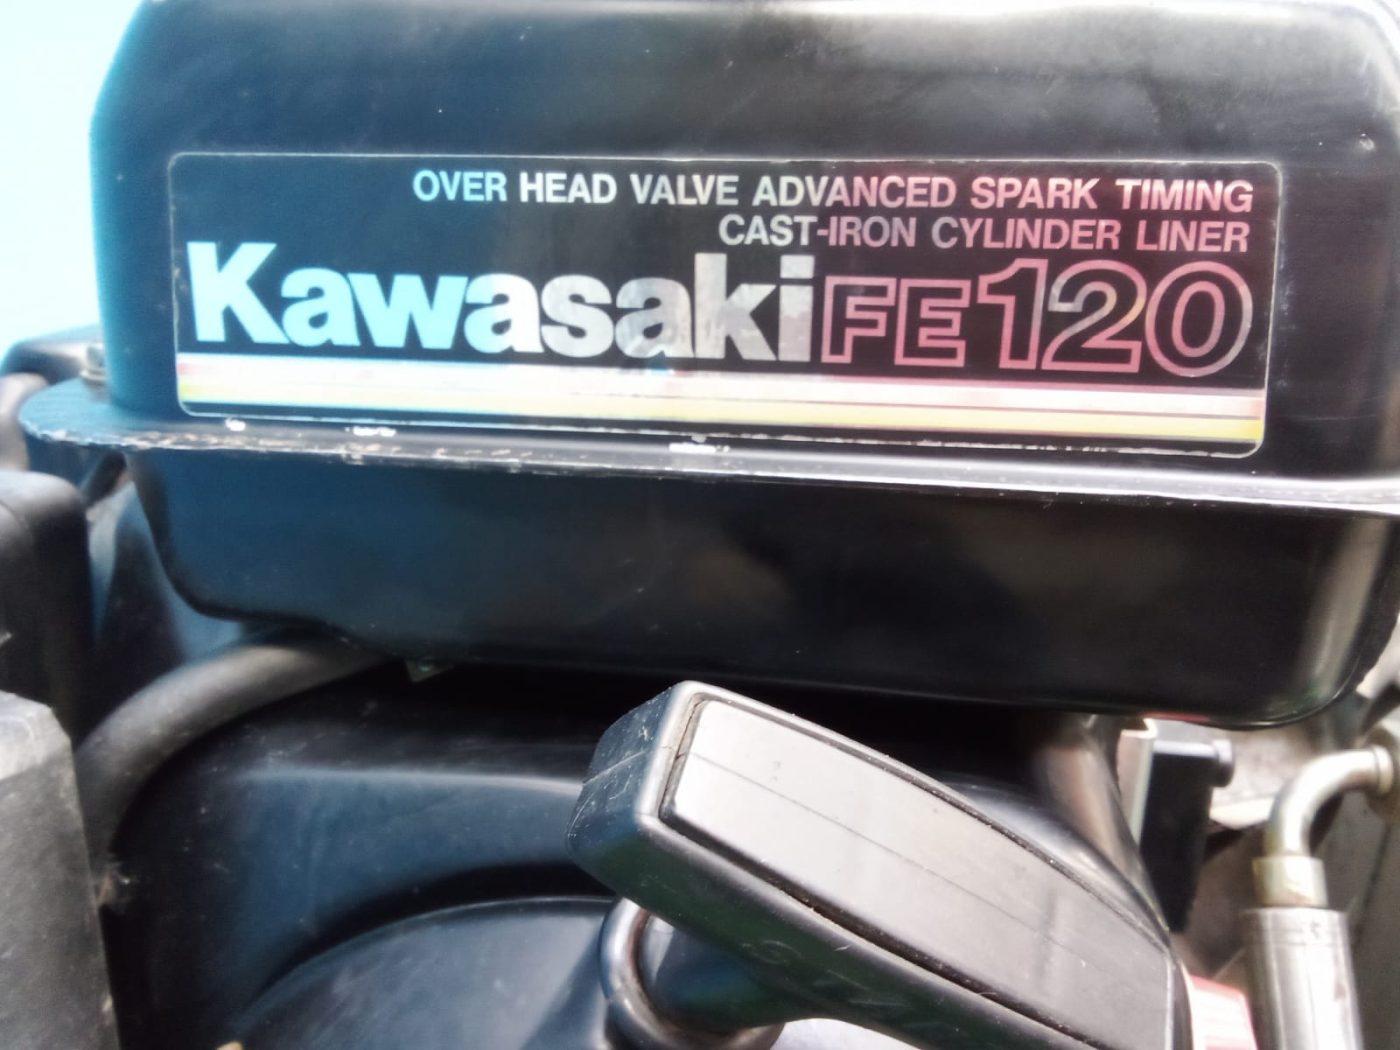 OVER HEAD VALVE ADVANCED SPARK TIMING
CAST-IRON CYLINDER LINER
Kawasaki FE120